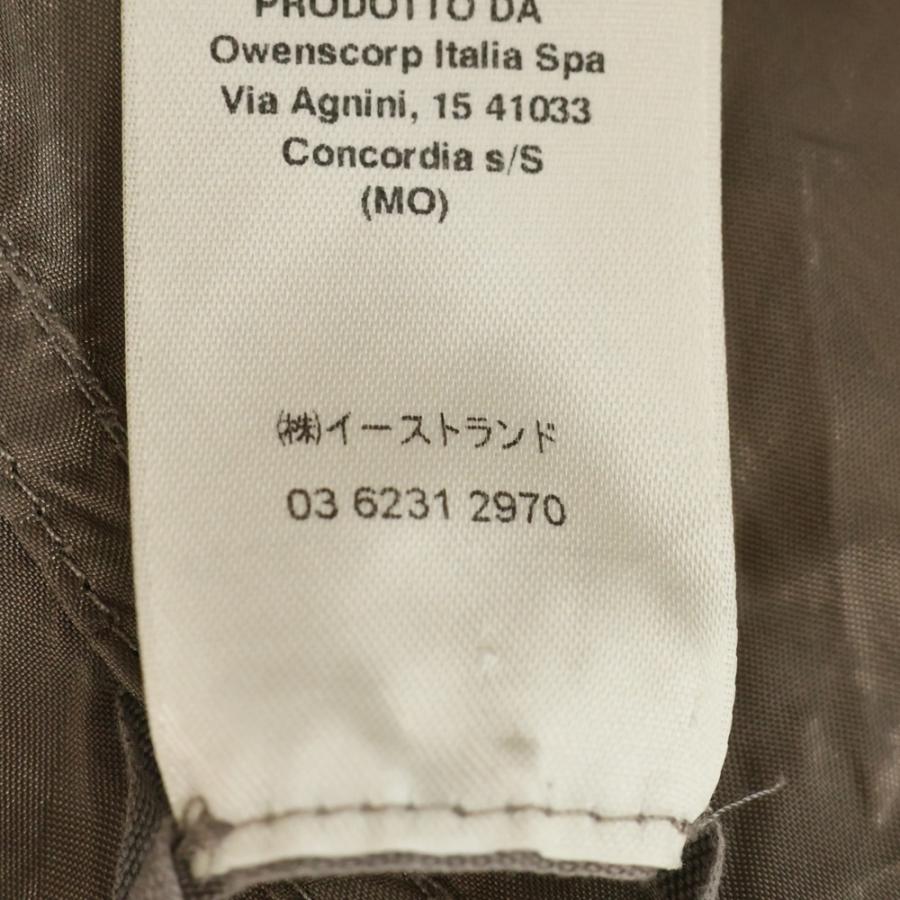 PRODOTTO DA
Owenscorp Italia Spa
Via Agnini, 15 41033
Concordia s/S
(MO)
㈱イーストランド
03 6231 2970